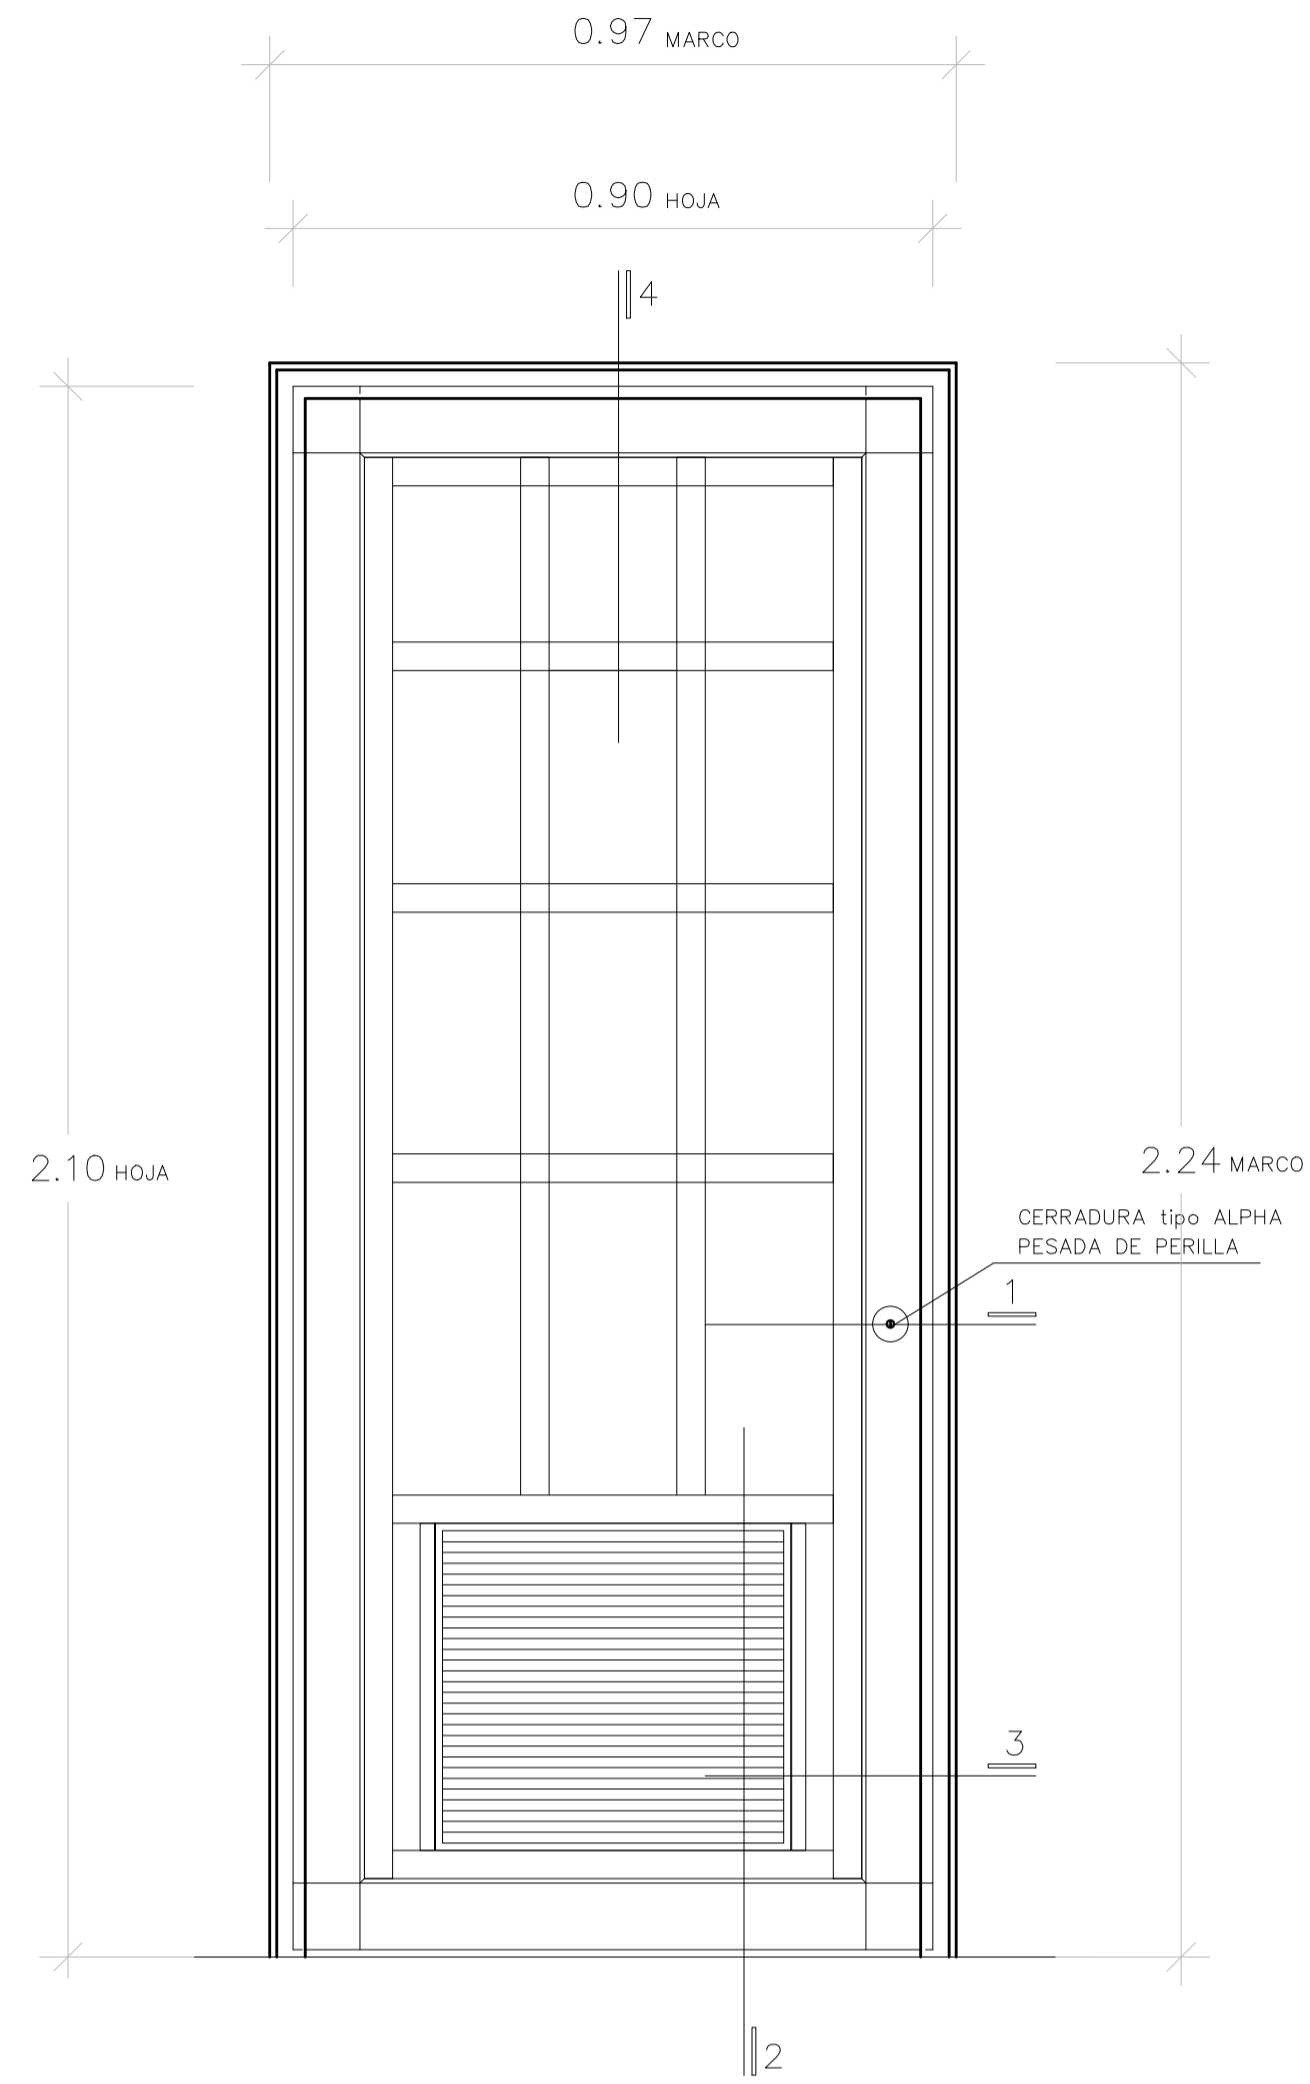 0.97 MARCO
0.90 HOJA
4
2.10 HOJA
2.24 MARCO
CERRADURA tipo ALPHA
PESADA DE PERILLA
1
3
2